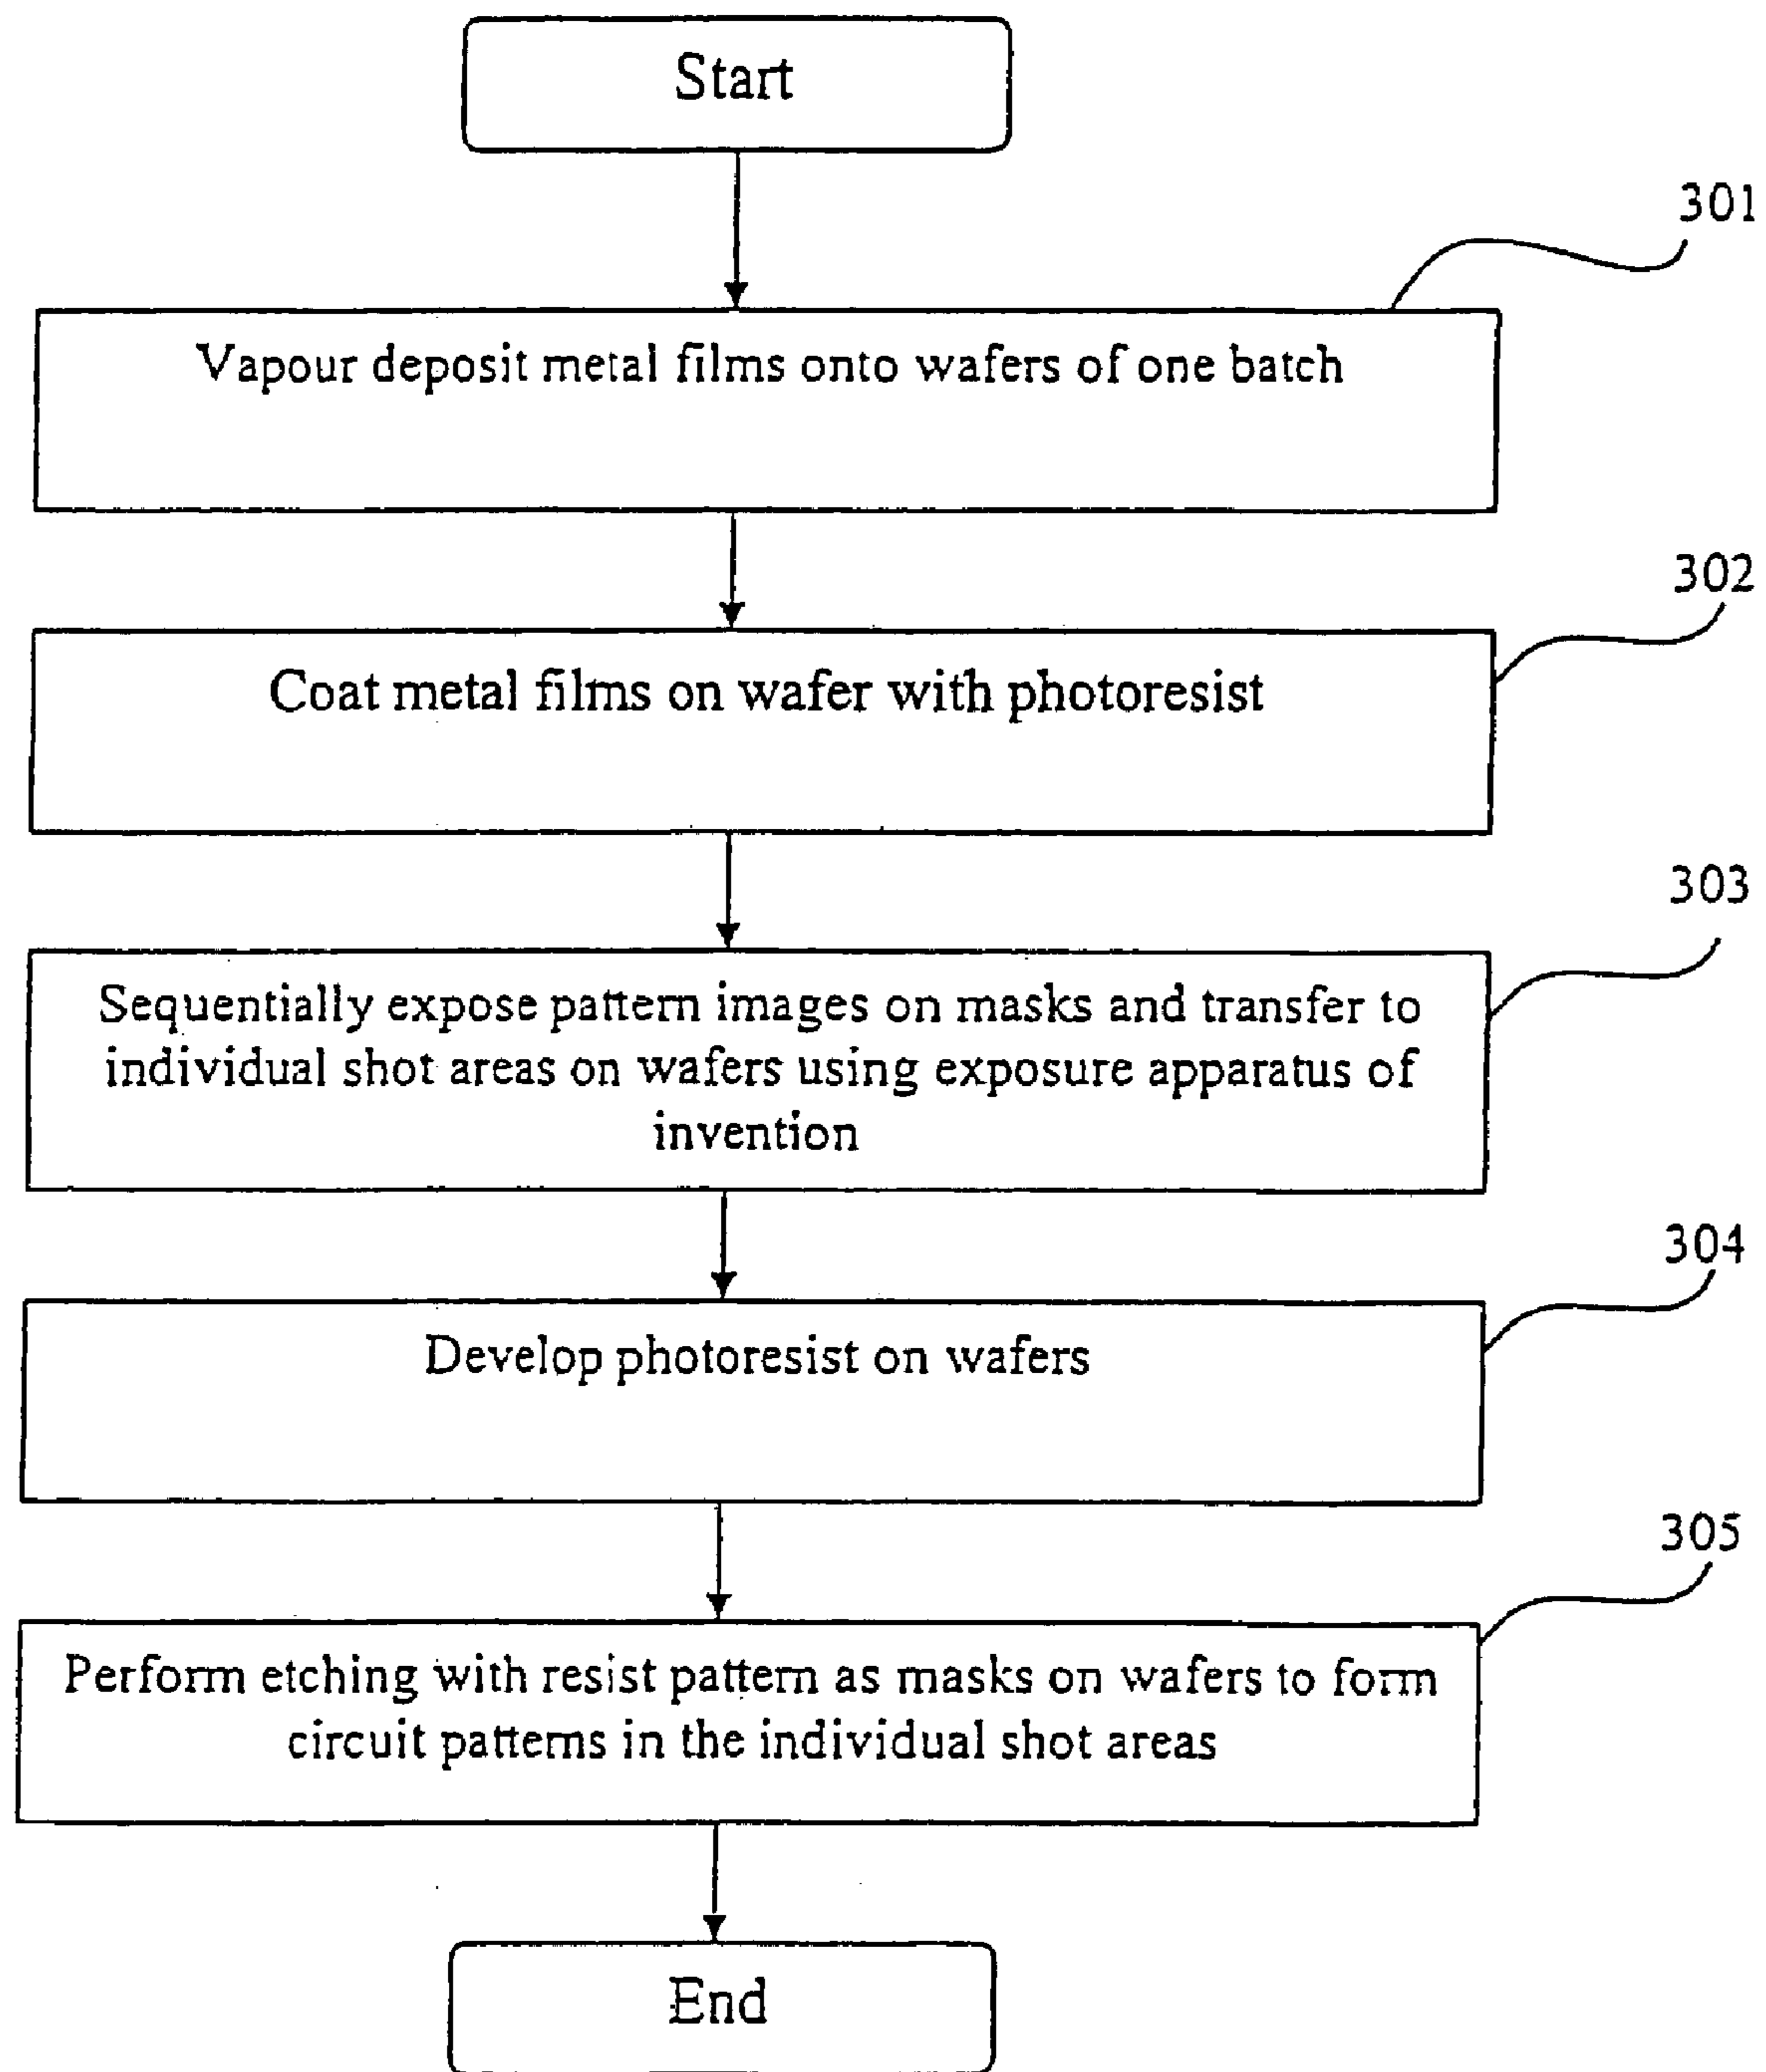 Start
301
Vapour deposit metal films onto wafers of one batch
302
Coat metal films on wafer with photoresist
303
Sequentially expose pattern images on masks and transfer to
individual shot areas on wafers using exposure apparatus of
invention
304
Develop photoresist on wafers
305
Perform etching with resist pattern as masks on wafers to form
circuit patterns in the individual shot areas
End